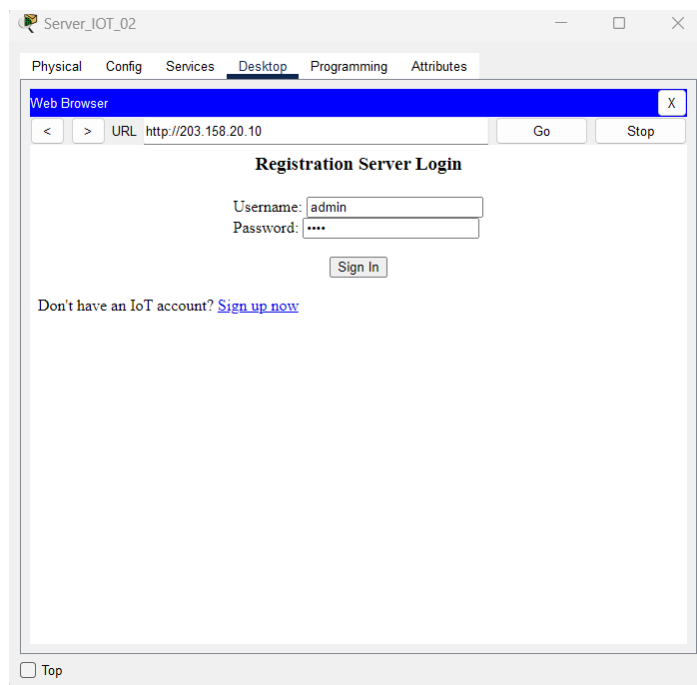 Server_IOT_02
Physical Config Services Desktop Programming Attributes
Web Browser X
< > URL http://203.158.20.10 Go Stop
Registration Server Login
Username: admin
Password: ••••
Sign In
Don't have an IoT account? Sign up now
Top